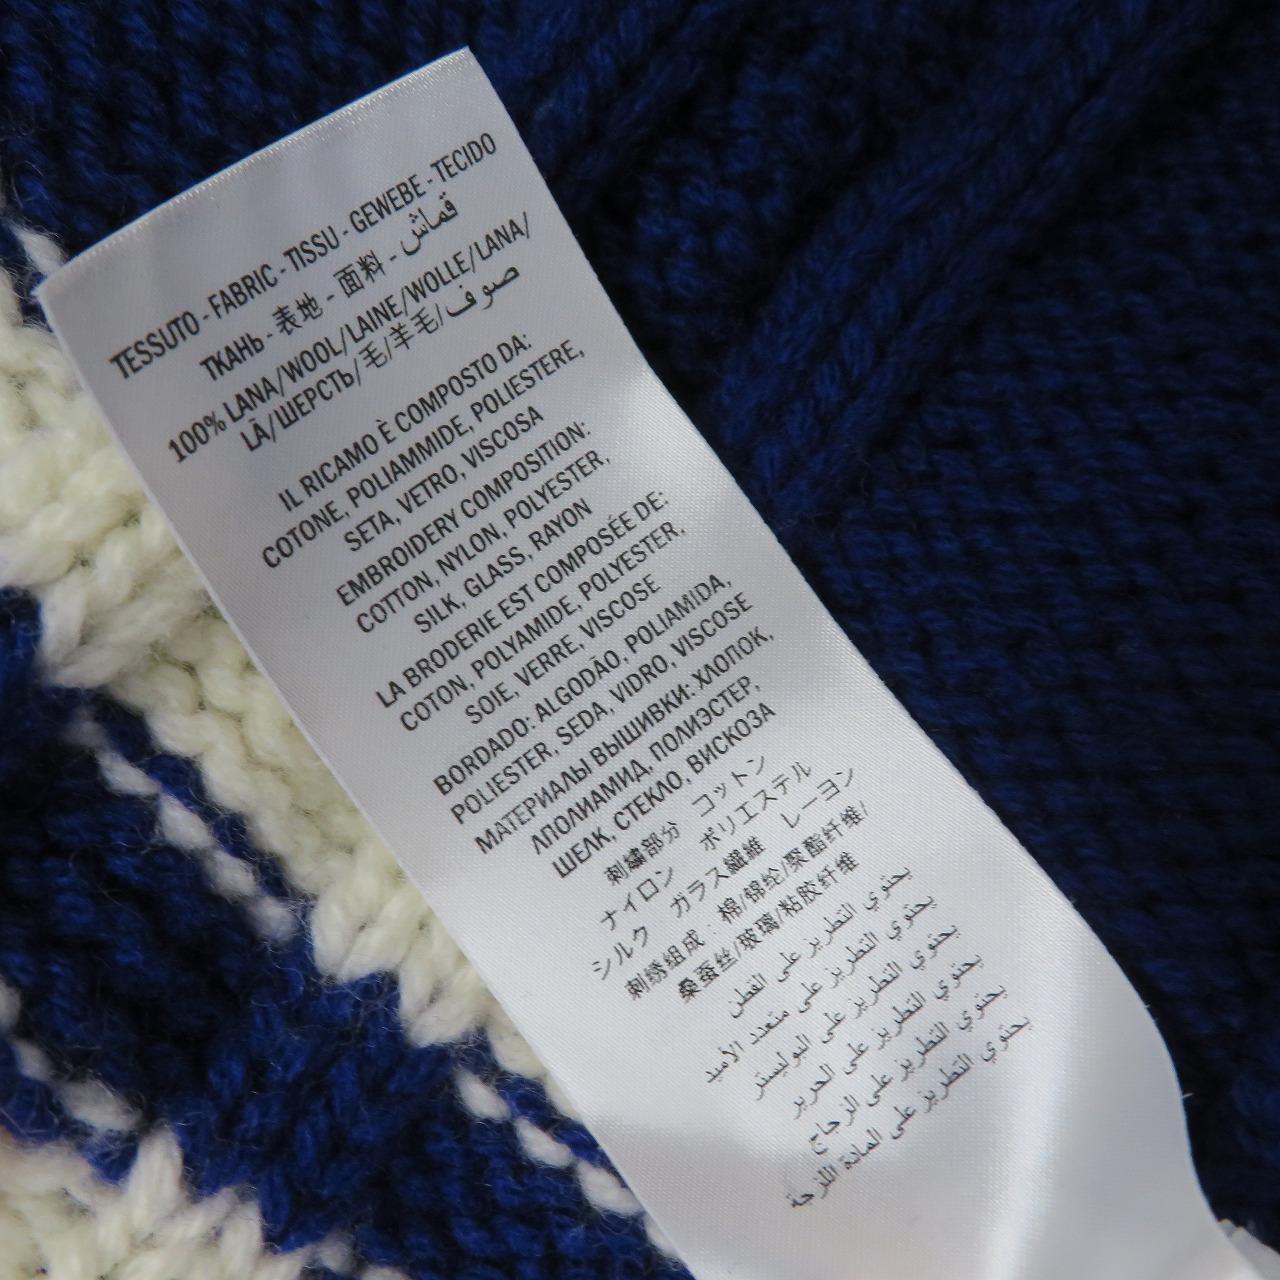 TESSUTO - FABRIC - TISSU - GEWEBE - TECIDO
ТКАНЬ - 表地 - 面料 - قماش
100% LANA/WOOL/LAINE/WOLLE/LANA/
LÃ/ШЕРСТЬ/毛/羊毛/صوف
IL RICAMO È COMPOSTO DA:
COTONE, POLIAMMIDE, POLIESTERE,
SETA, VETRO, VISCOSA
EMBROIDERY COMPOSITION:
COTTON, NYLON, POLYESTER,
SILK, GLASS, RAYON
LA BRODERIE EST COMPOSÉE DE:
COTON, POLYAMIDE, POLYESTER,
SOIE, VERRE, VISCOSE
BORDADO: ALGODÃO, POLIAMIDA,
POLIESTER, SEDA, VIDRO, VISCOSE
МАТЕРИАЛЫ ВЫШИВКИ: ХЛОПОК,
ΛПОЛИАМИД, ПОЛИЭСТЕР,
ШЕЛК, СТЕКЛО, ВИСКОЗА
刺繍部分 コットン
ナイロン ポリエステル
シルク ガラス繊維 レーヨン
刺绣组成：棉/锦纶/聚酯纤维/
桑蚕丝/玻璃/粘胶纤维
يحتوي التطريز على القطن
يحتوي التطريز على متعدد الأميد
يحتوي التطريز على البوليستر
يحتوي التطريز على الحرير
يحتوي التطريز على الزجاج
يحتوي التطريز على المادة اللزجة